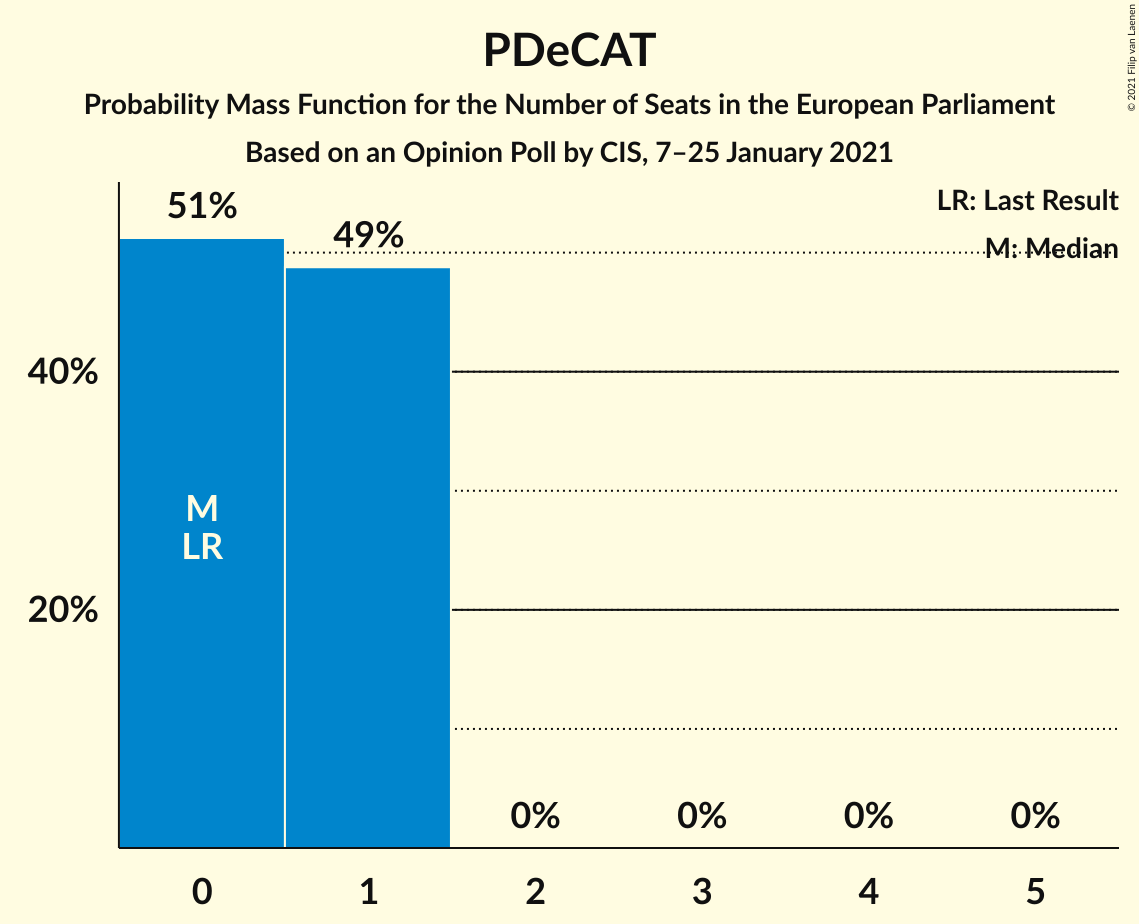 PDeCAT
Probability Mass Function for the Number of Seats in the European Parliament
Based on an Opinion Poll by CIS, 7–25 January 2021
© 2021 Filip van Laenen
LR: Last Result
M: Median
51%
49%
40%
20%
M
LR
0%
0%
0%
0%
0
1
2
3
4
5